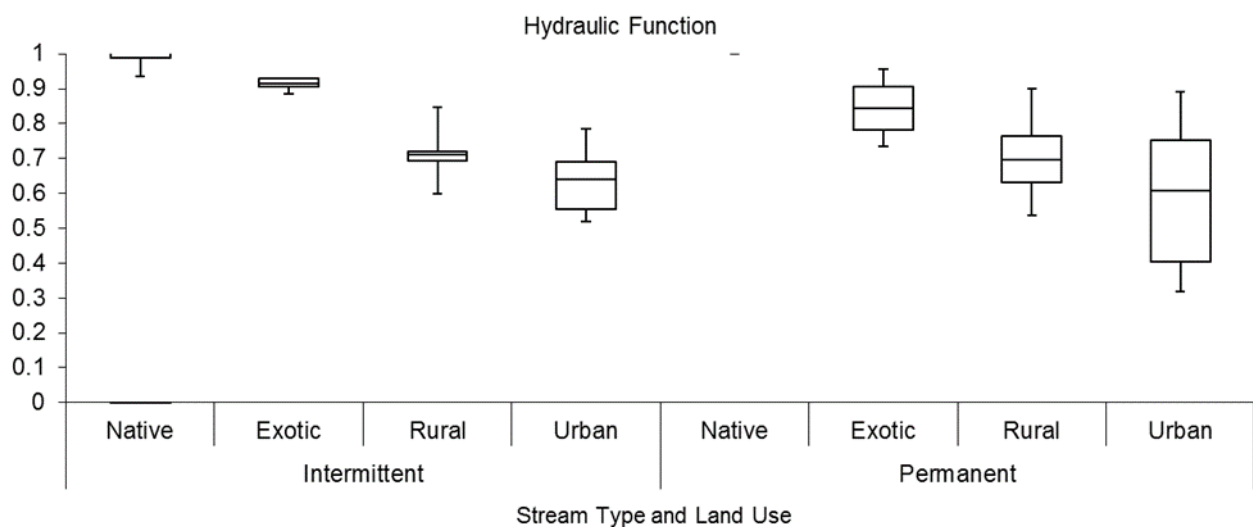 Hydraulic Function
1
0.9
0.8
0.7
0.6
0.5
0.4
0.3
0.2
0.1
0
Native Exotic Rural Urban Native Exotic Rural Urban
Intermittent Permanent
Stream Type and Land Use